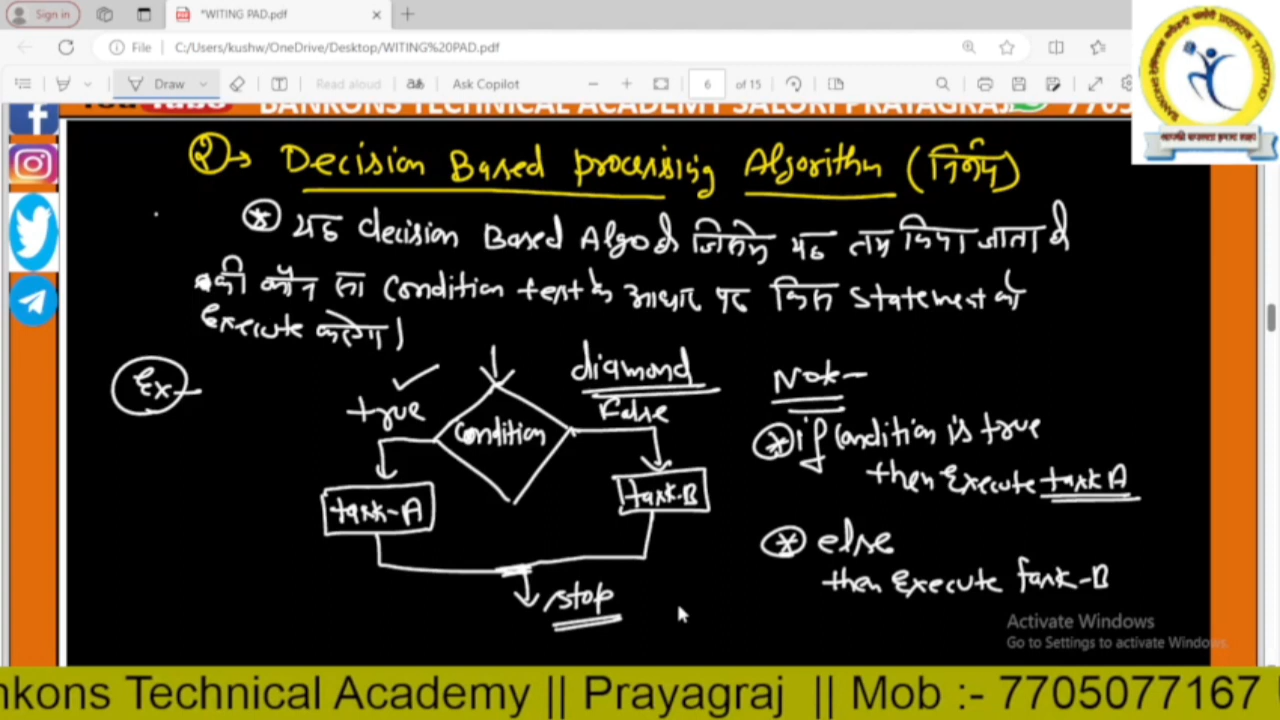 Sign in
*WITING PAD.pdf
File C:/Users/kushw/OneDrive/Desktop/WITING%20PAD.pdf
Draw Read aloud Ask Copilot 6 of 15
BANKONS TECHNICAL ACADEMY SALORI PRAYAGRAJ 7705
२→ Decision Based processing Algorithm (निर्णय)
* यह decision Based Algo है जिसमें यह तय किया जाता है
की कौन सा condition test के आधार पर किस statement को
Execute करेगा।
Ex-
diamond
true False
condition
task-A task-B
stop
Note-
* if condition is true
then execute task A
* else
then execute task-B
Activate Windows
Go to Settings to activate Windows.
nkons Technical Academy || Prayagraj || Mob :- 7705077167